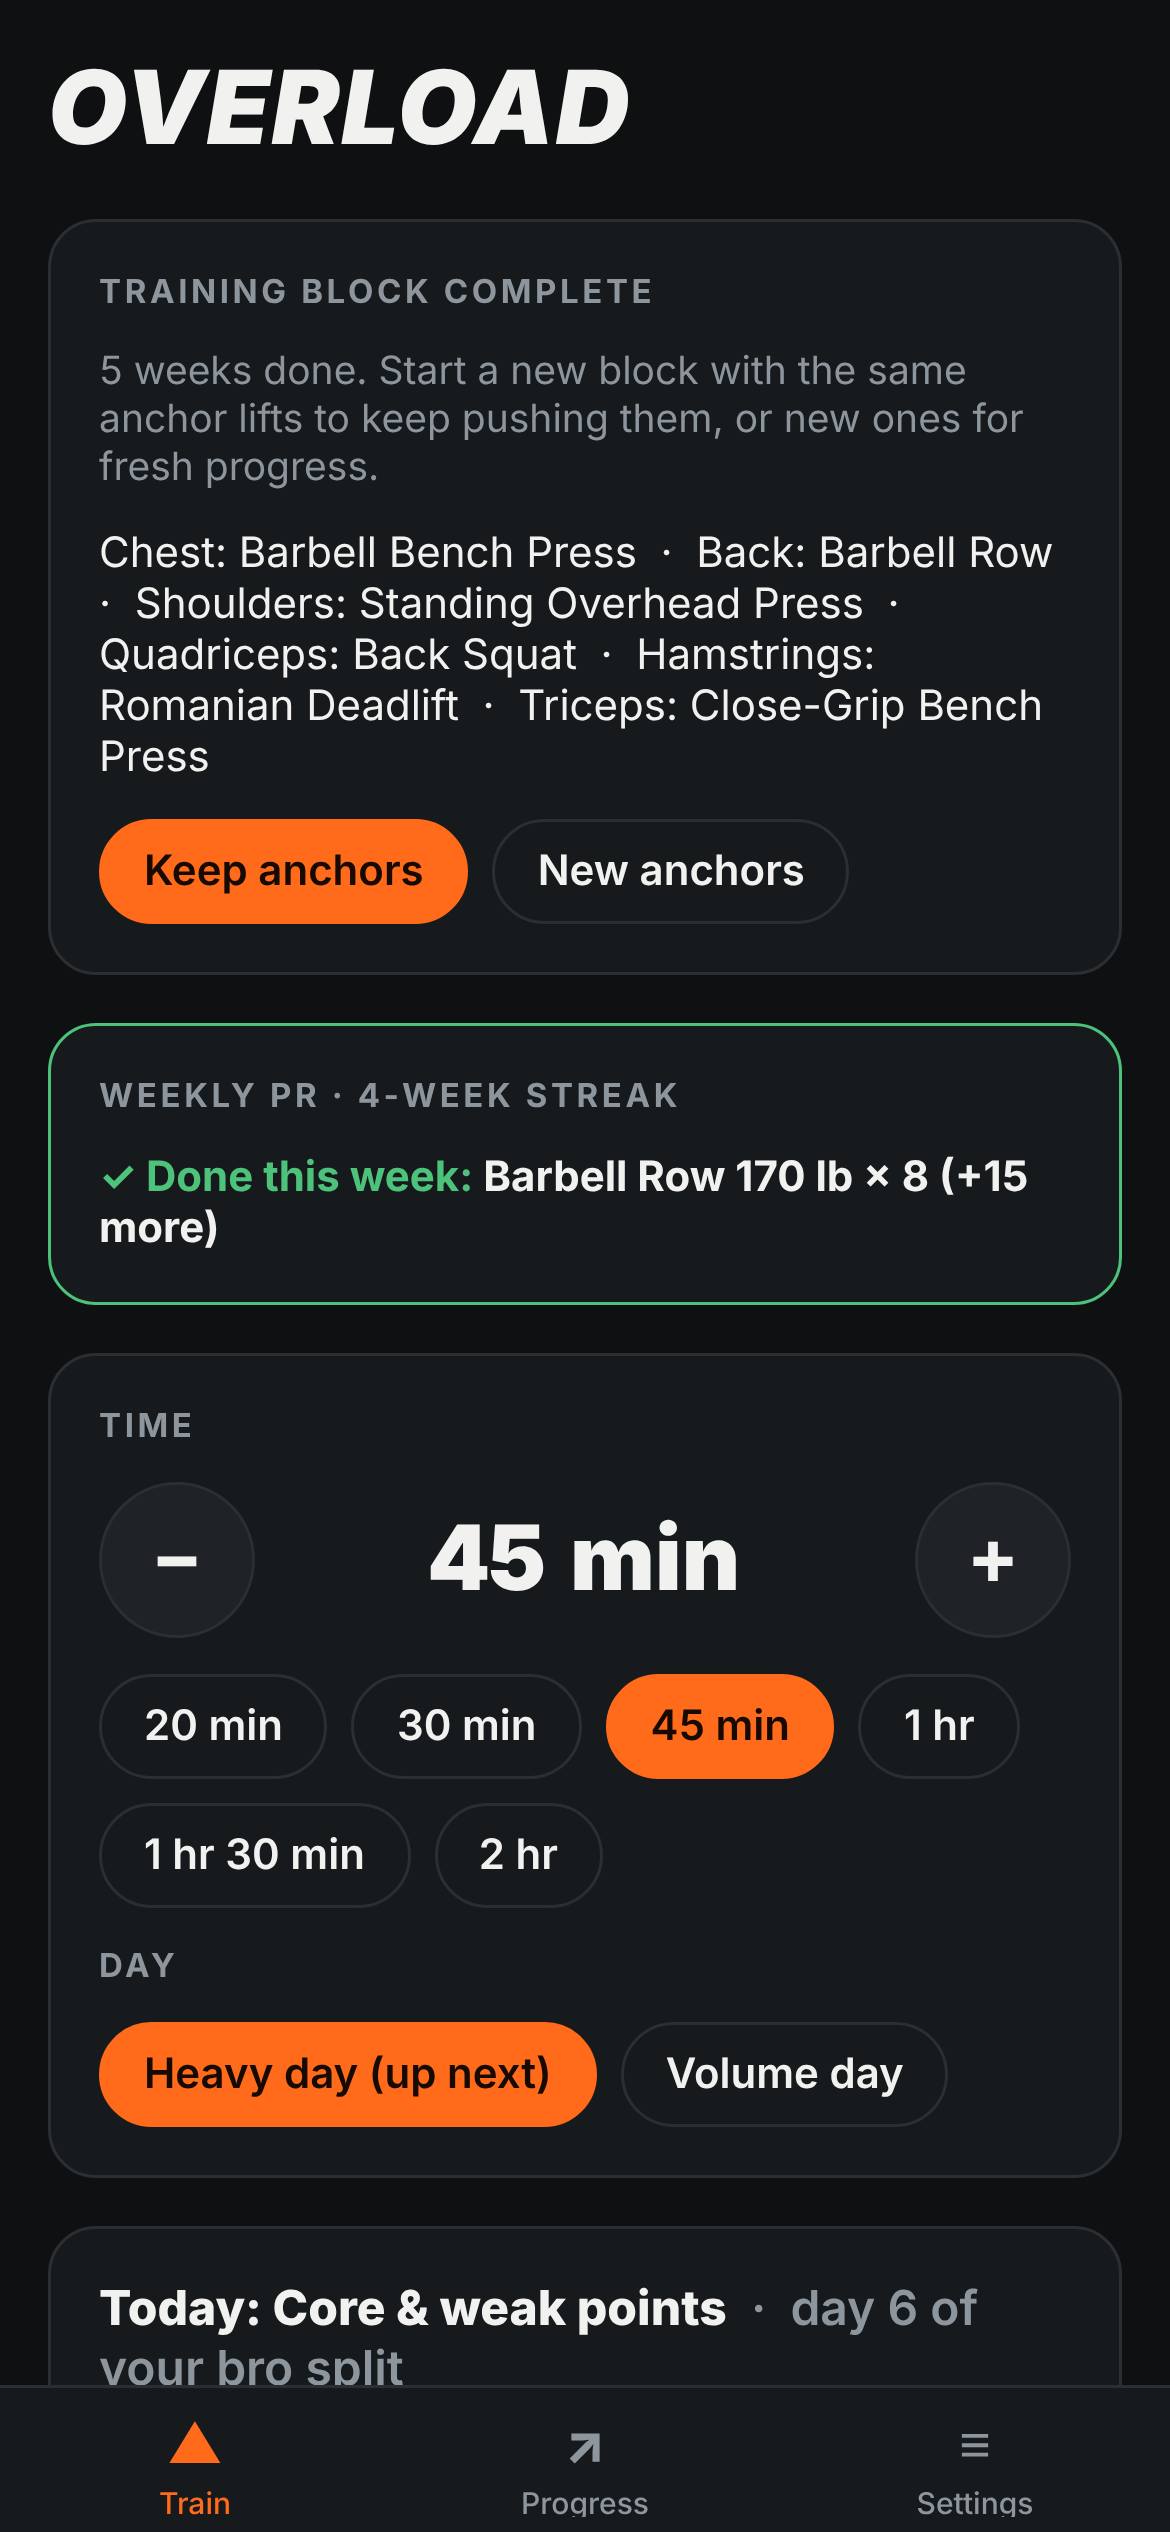 OVERLOAD
TRAINING BLOCK COMPLETE
5 weeks done. Start a new block with the same
anchor lifts to keep pushing them, or new ones for
fresh progress.
Chest: Barbell Bench Press · Back: Barbell Row
· Shoulders: Standing Overhead Press ·
Quadriceps: Back Squat · Hamstrings:
Romanian Deadlift · Triceps: Close-Grip Bench
Press
Keep anchors New anchors
WEEKLY PR · 4-WEEK STREAK
✓ Done this week: Barbell Row 170 lb × 8 (+15
more)
TIME
− 45 min +
20 min 30 min 45 min 1 hr
1 hr 30 min 2 hr
DAY
Heavy day (up next) Volume day
Today: Core & weak points · day 6 of
your bro split
Train Progress Settings